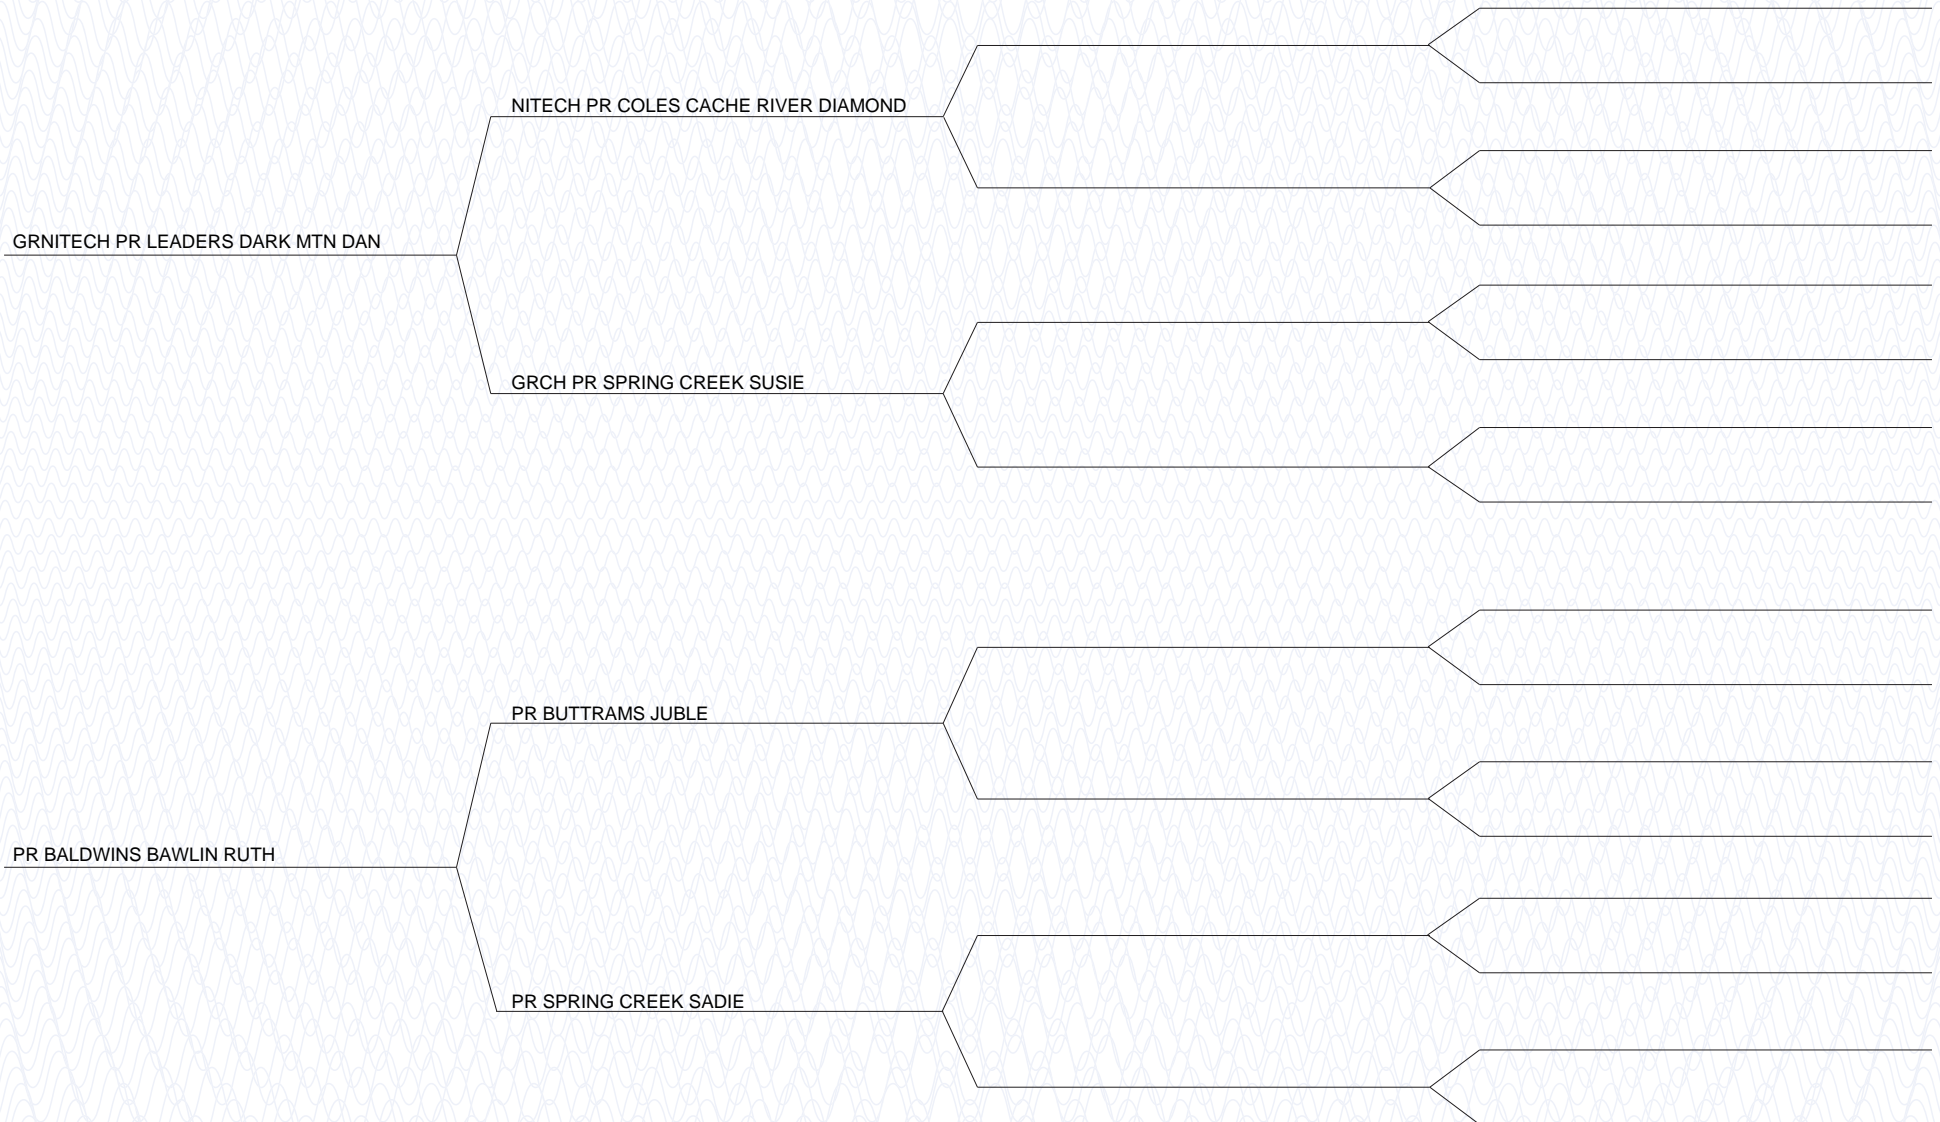 NITECH PR COLES CACHE RIVER DIAMOND
GRNITECH PR LEADERS DARK MTN DAN
GRCH PR SPRING CREEK SUSIE
PR BUTTRAMS JUBLE
PR BALDWINS BAWLIN RUTH
PR SPRING CREEK SADIE